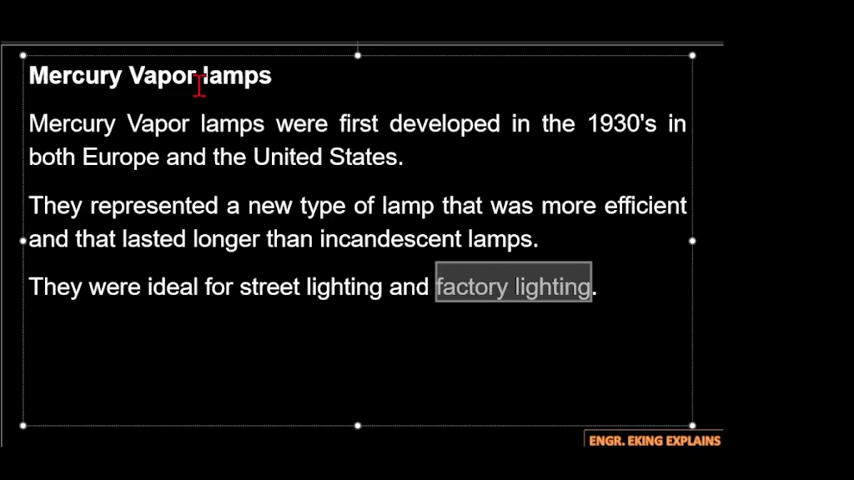 Mercury Vapor lamps
Mercury Vapor lamps were first developed in the 1930's in
both Europe and the United States.
They represented a new type of lamp that was more efficient
and that lasted longer than incandescent lamps.
They were ideal for street lighting and factory lighting.
ENGR. EKING EXPLAINS